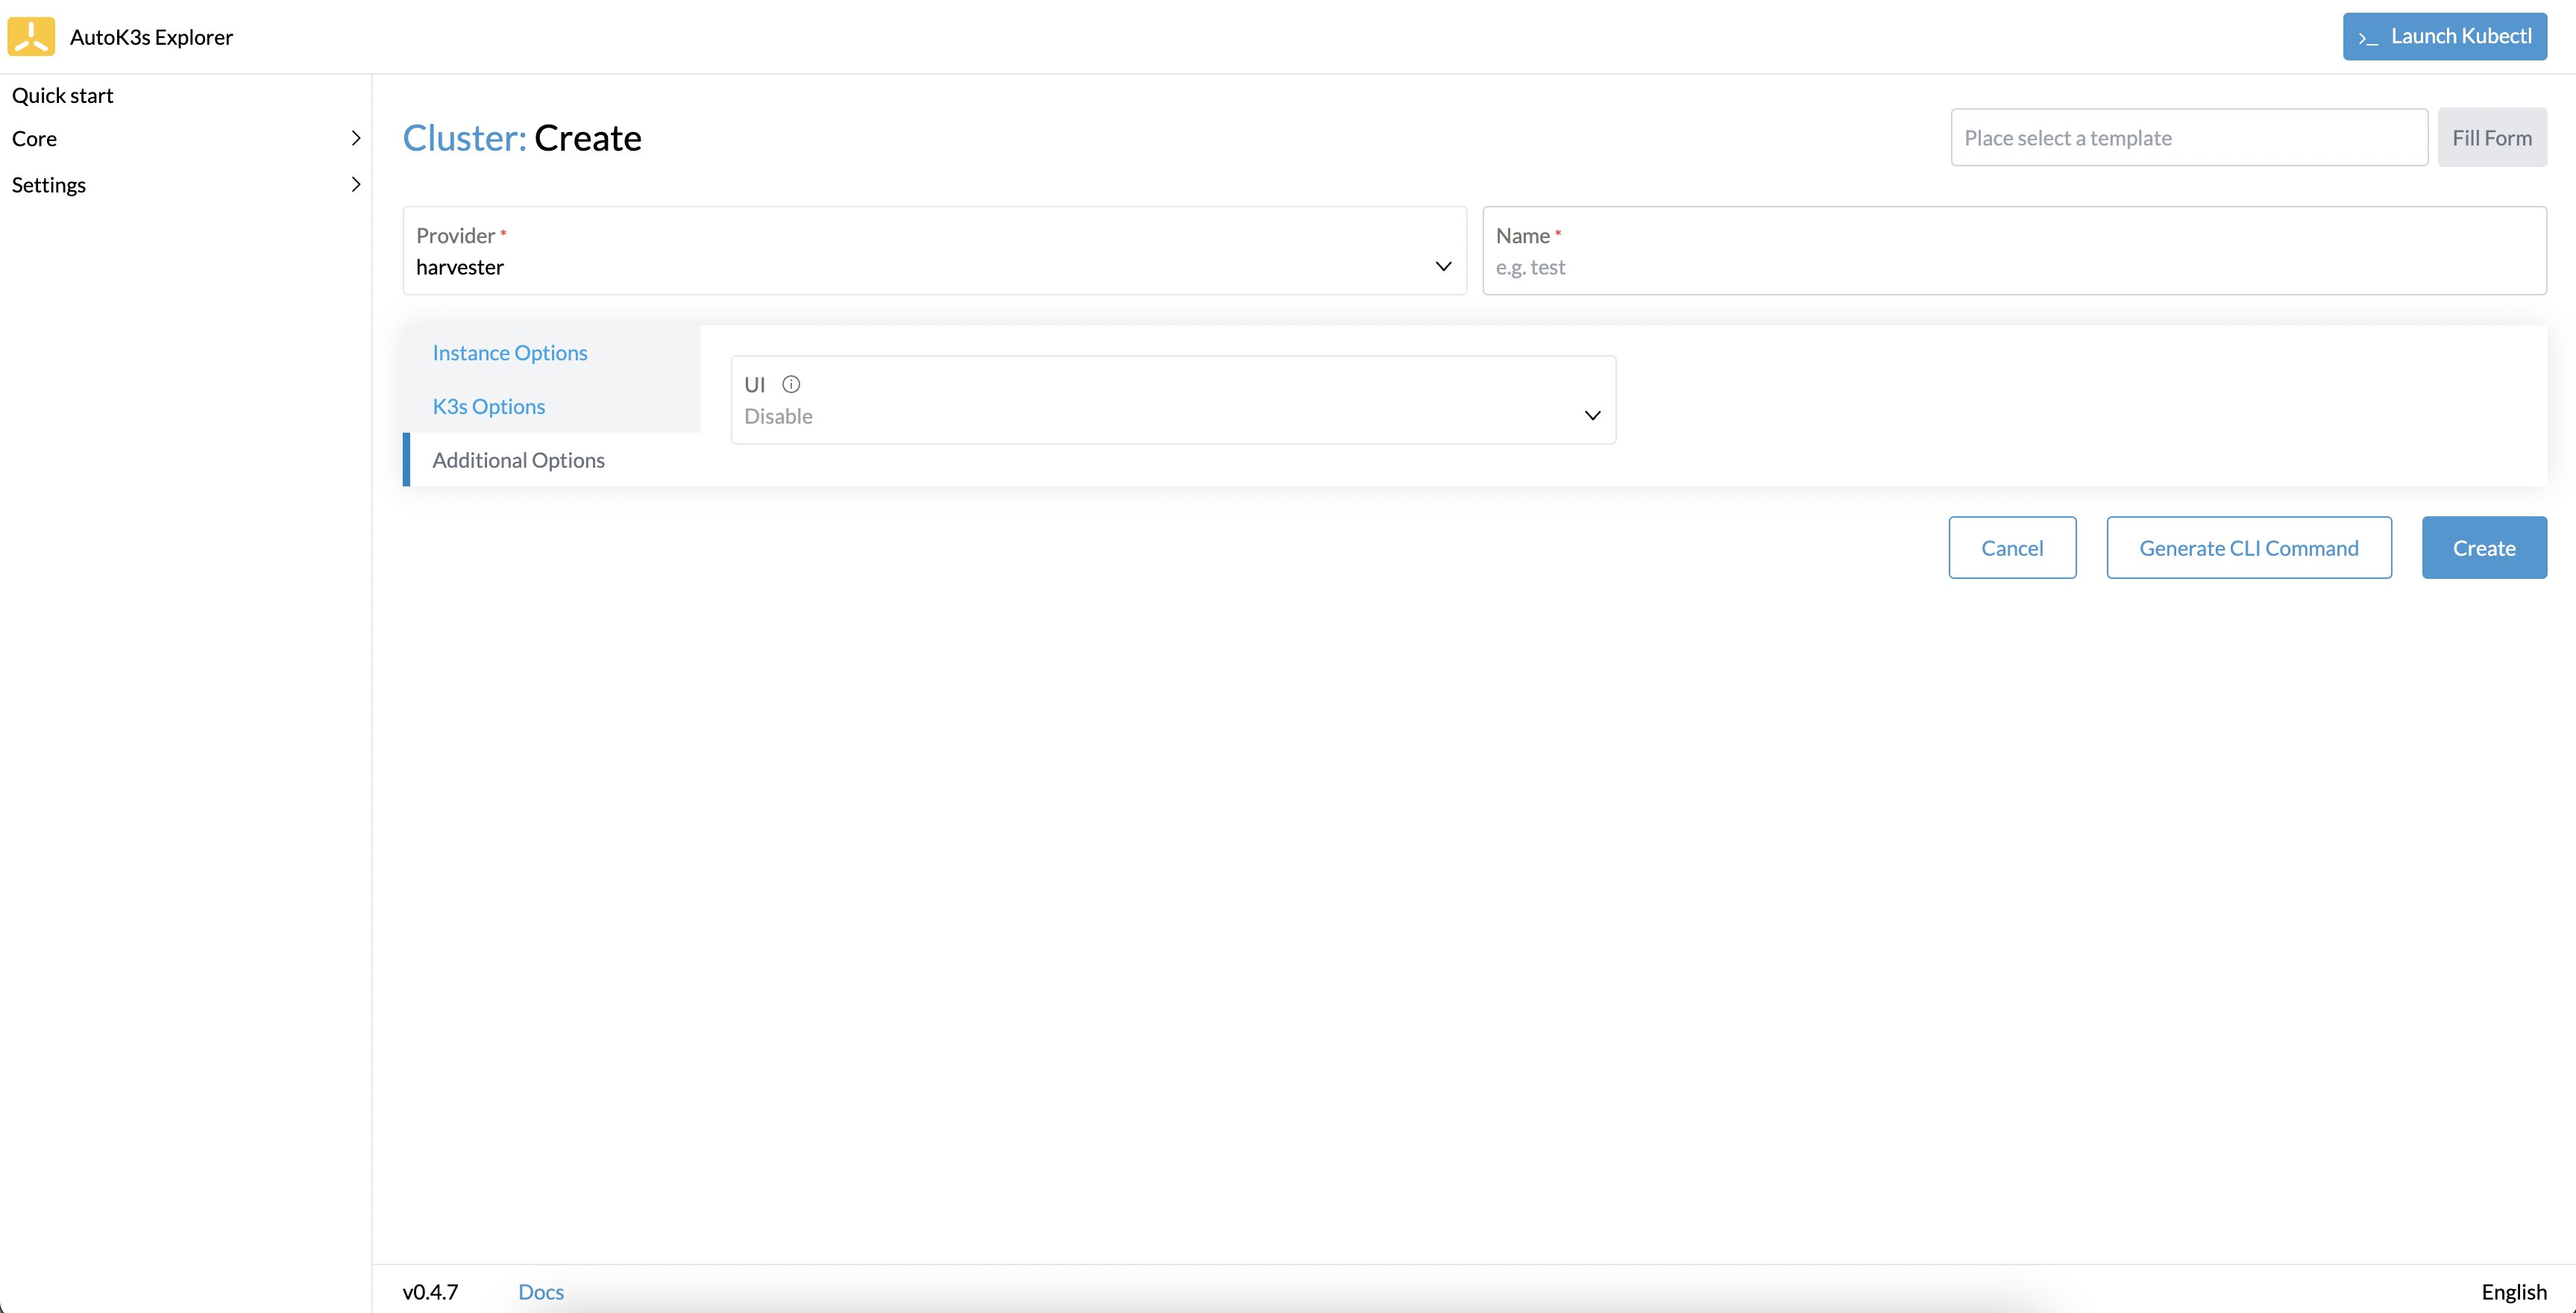 AutoK3s Explorer
>_ Launch Kubectl
Quick start
Core
Settings
Cluster: Create
Place select a template
Fill Form
Provider *
harvester
Name *
e.g. test
Instance Options
K3s Options
Additional Options
UI
Disable
Cancel
Generate CLI Command
Create
v0.4.7
Docs
English